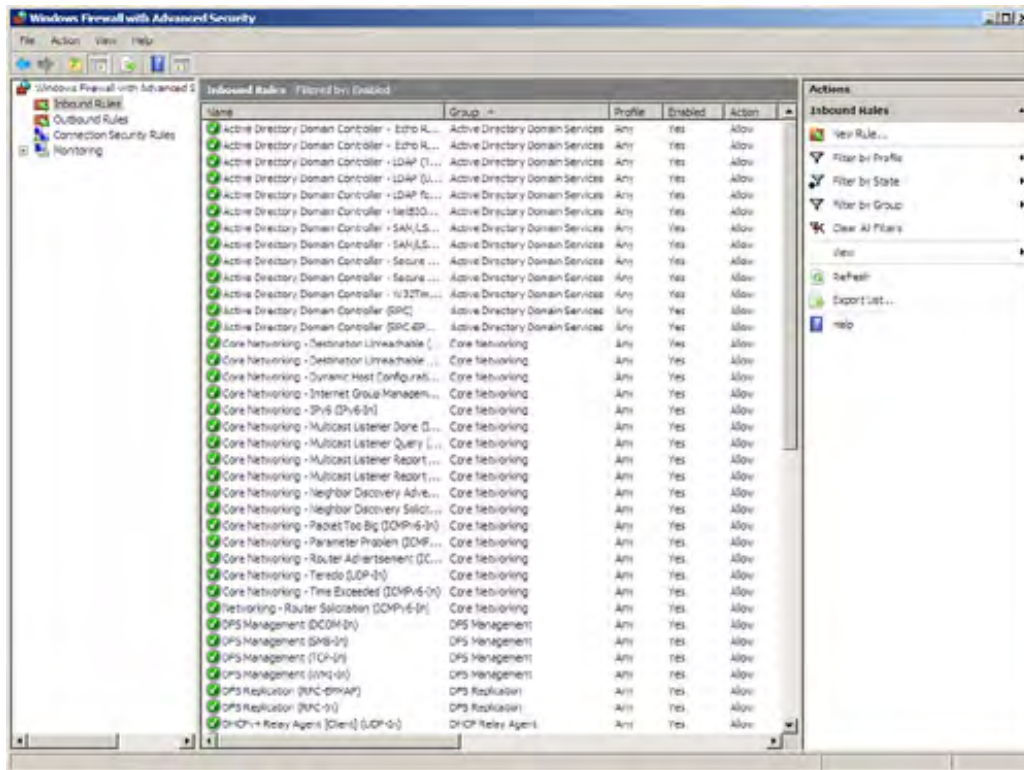 Windows Firewall with Advanced Security
File Action View Help
Windows Firewall with Advanced S
Inbound Rules
Outbound Rules
Connection Security Rules
Monitoring
Inbound Rules Filtered by: Enabled
Name Group Profile Enabled Action
Active Directory Domain Controller - Echo R... Active Directory Domain Services Any Yes Allow
Active Directory Domain Controller - Echo R... Active Directory Domain Services Any Yes Allow
Active Directory Domain Controller - LDAP (T... Active Directory Domain Services Any Yes Allow
Active Directory Domain Controller - LDAP (U... Active Directory Domain Services Any Yes Allow
Active Directory Domain Controller - LDAP fo... Active Directory Domain Services Any Yes Allow
Active Directory Domain Controller - NetBIO... Active Directory Domain Services Any Yes Allow
Active Directory Domain Controller - SAM/LS... Active Directory Domain Services Any Yes Allow
Active Directory Domain Controller - SAM/LS... Active Directory Domain Services Any Yes Allow
Active Directory Domain Controller - Secure ... Active Directory Domain Services Any Yes Allow
Active Directory Domain Controller - Secure ... Active Directory Domain Services Any Yes Allow
Active Directory Domain Controller - W32Tim... Active Directory Domain Services Any Yes Allow
Active Directory Domain Controller (RPC) Active Directory Domain Services Any Yes Allow
Active Directory Domain Controller (RPC-EP... Active Directory Domain Services Any Yes Allow
Core Networking - Destination Unreachable (... Core Networking Any Yes Allow
Core Networking - Destination Unreachable ... Core Networking Any Yes Allow
Core Networking - Dynamic Host Configurati... Core Networking Any Yes Allow
Core Networking - Internet Group Managem... Core Networking Any Yes Allow
Core Networking - IPv6 (IPv6-In) Core Networking Any Yes Allow
Core Networking - Multicast Listener Done (I... Core Networking Any Yes Allow
Core Networking - Multicast Listener Query (... Core Networking Any Yes Allow
Core Networking - Multicast Listener Report ... Core Networking Any Yes Allow
Core Networking - Multicast Listener Report ... Core Networking Any Yes Allow
Core Networking - Neighbor Discovery Adve... Core Networking Any Yes Allow
Core Networking - Neighbor Discovery Solicit... Core Networking Any Yes Allow
Core Networking - Packet Too Big (ICMPv6-In) Core Networking Any Yes Allow
Core Networking - Parameter Problem (ICMP... Core Networking Any Yes Allow
Core Networking - Router Advertisement (IC... Core Networking Any Yes Allow
Core Networking - Teredo (UDP-In) Core Networking Any Yes Allow
Core Networking - Time Exceeded (ICMPv6-In) Core Networking Any Yes Allow
Networking - Router Solicitation (ICMPv6-In) Core Networking Any Yes Allow
DFS Management (DCOM-In) DFS Management Any Yes Allow
DFS Management (SMB-In) DFS Management Any Yes Allow
DFS Management (TCP-In) DFS Management Any Yes Allow
DFS Management (WMI-In) DFS Management Any Yes Allow
DFS Replication (RPC-EPMAP) DFS Replication Any Yes Allow
DFS Replication (RPC-In) DFS Replication Any Yes Allow
DHCPv4 Relay Agent [Client] (UDP-In) DHCP Relay Agent Any Yes Allow
Actions
Inbound Rules
New Rule...
Filter by Profile
Filter by State
Filter by Group
Clear All Filters
View
Refresh
Export List...
Help